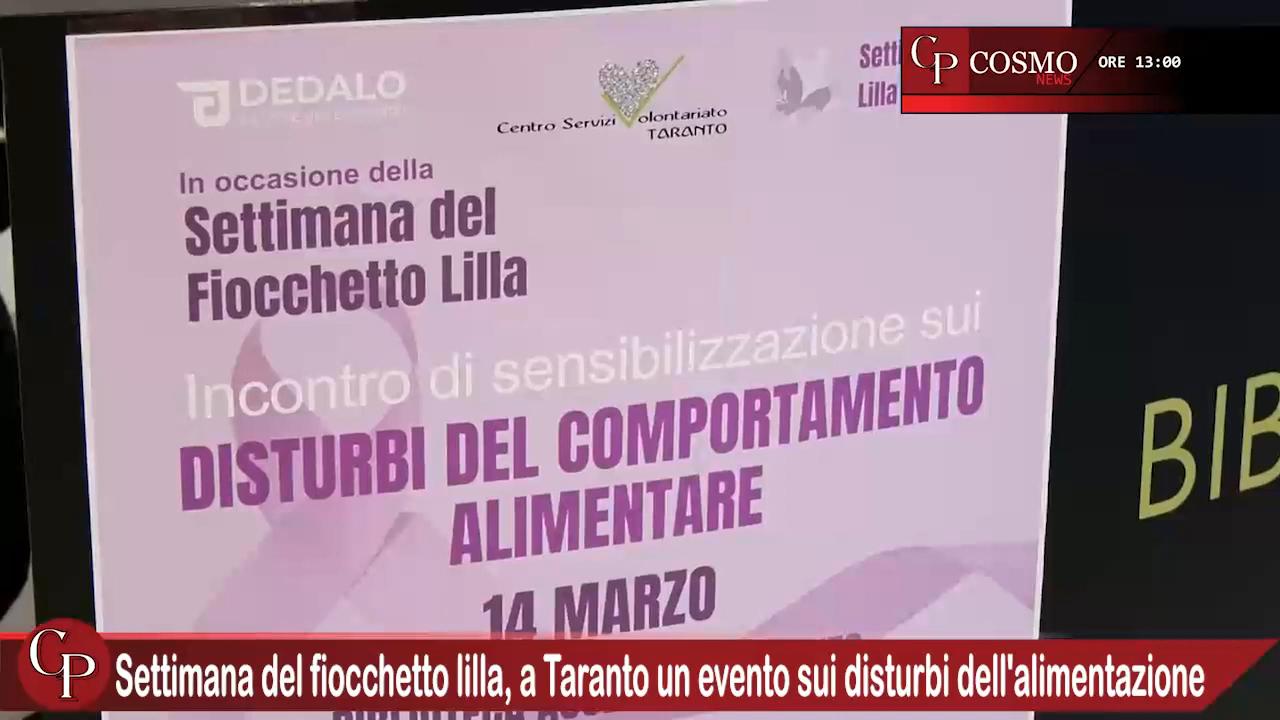 DEDALO
Centro Servizi Volontariato
TARANTO
Lilla
CP COSMO
NEWS
ORE 13:00
In occasione della
Settimana del
Fiocchetto Lilla
Incontro di sensibilizzazione sui
DISTURBI DEL COMPORTAMENTO
ALIMENTARE
14 MARZO
BIB
CP
Settimana del fiocchetto lilla, a Taranto un evento sui disturbi dell'alimentazione